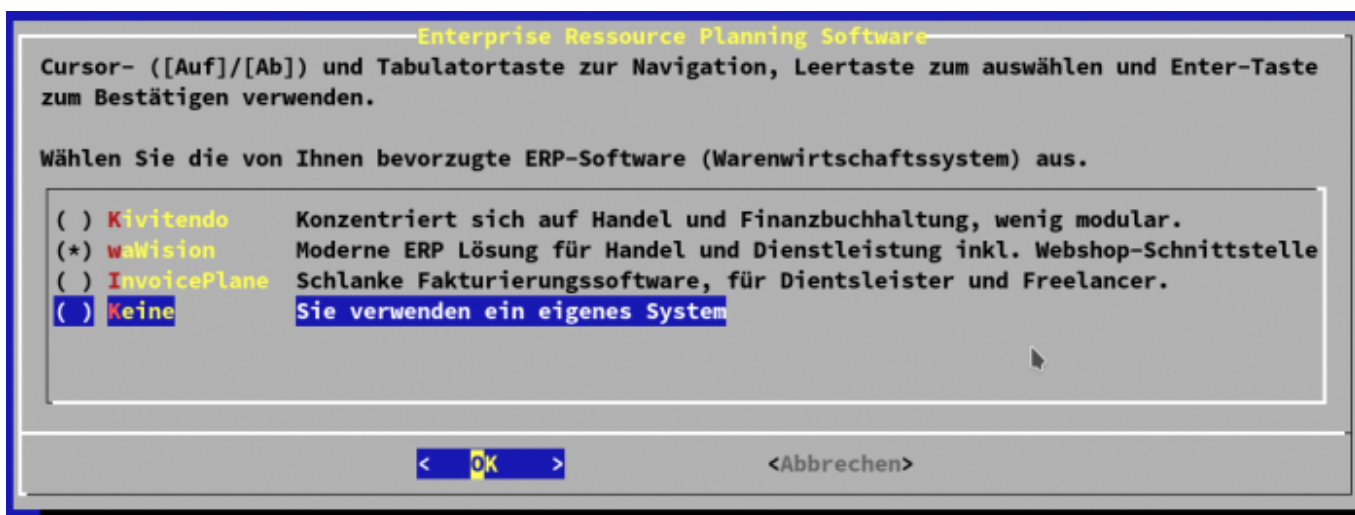 Enterprise Ressource Planning Software
Cursor- ([Auf]/[Ab]) und Tabulatortaste zur Navigation, Leertaste zum auswählen und Enter-Taste
zum Bestätigen verwenden.
Wählen Sie die von Ihnen bevorzugte ERP-Software (Warenwirtschaftssystem) aus.
( ) Kivitendo Konzentriert sich auf Handel und Finanzbuchhaltung, wenig modular.
(*) waWision Moderne ERP Lösung für Handel und Dienstleistung inkl. Webshop-Schnittstelle
( ) InvoicePlane Schlanke Fakturierungssoftware, für Dientsleister und Freelancer.
( ) Keine Sie verwenden ein eigenes System
< OK > <Abbrechen>